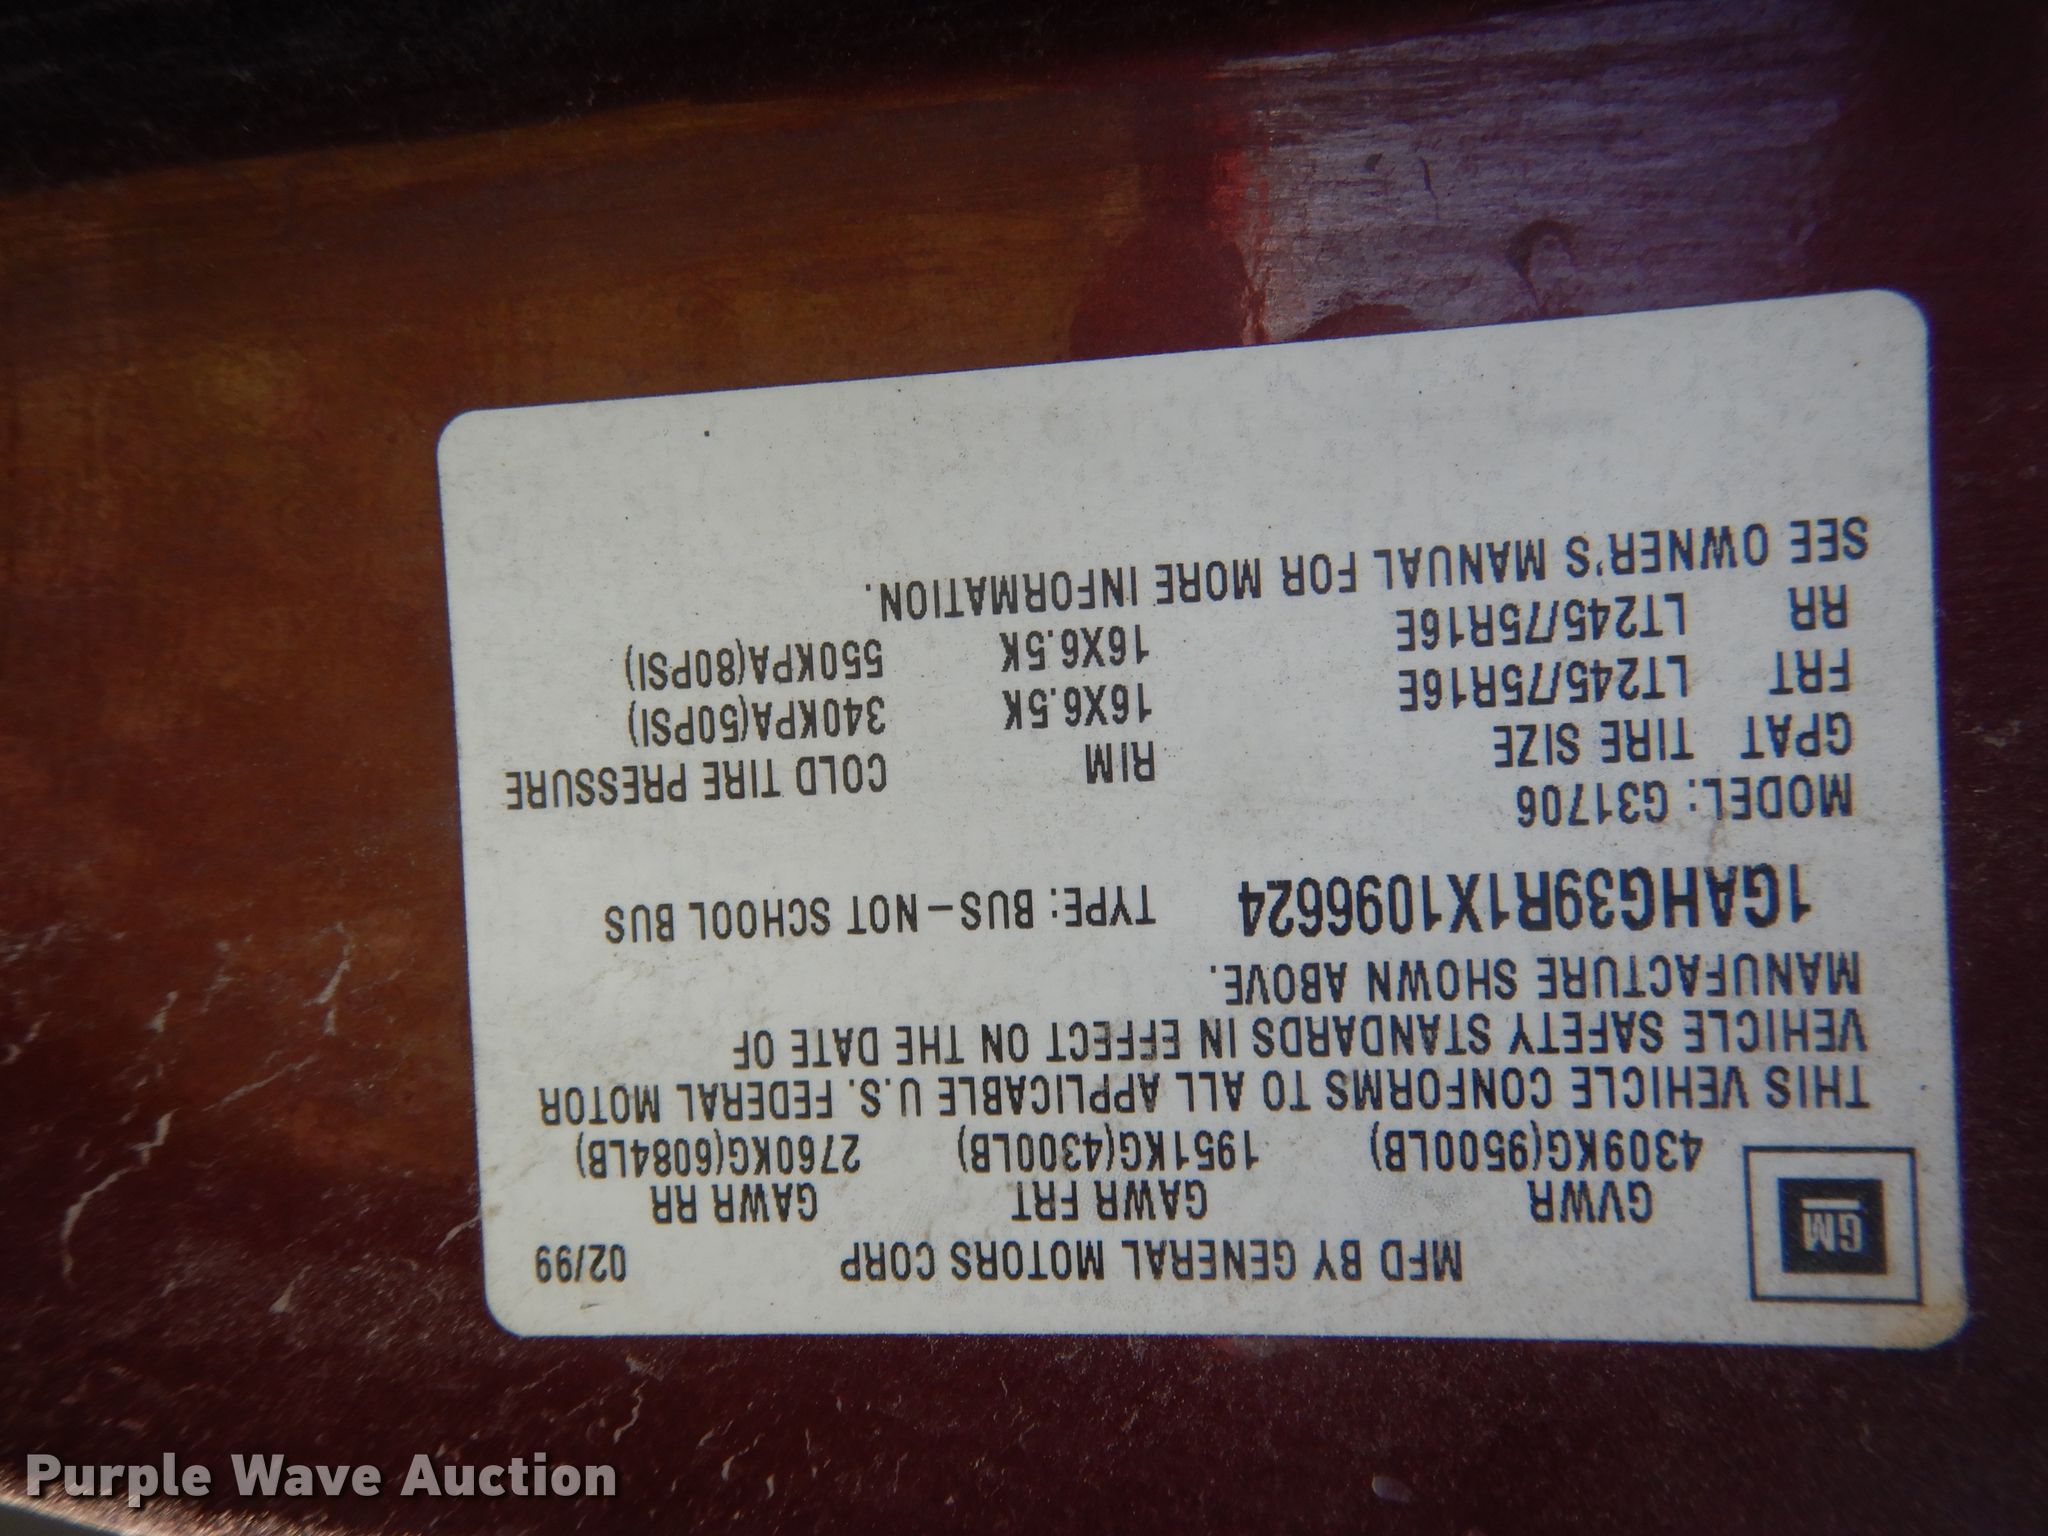 GM
MFD BY GENERAL MOTORS CORP 02/99
GVWR GAWR FRT GAWR RR
4309KG(9500LB) 1951KG(4300LB) 2760KG(6084LB)
THIS VEHICLE CONFORMS TO ALL APPLICABLE U.S. FEDERAL MOTOR
VEHICLE SAFETY STANDARDS IN EFFECT ON THE DATE OF
MANUFACTURE SHOWN ABOVE.
1GAHG39R1X1096624 TYPE: BUS-NOT SCHOOL BUS
MODEL: G31706
GPAT TIRE SIZE RIM COLD TIRE PRESSURE
FRT LT245/75R16E 16X6.5K 340KPA(50PSI)
RR LT245/75R16E 16X6.5K 550KPA(80PSI)
SEE OWNER'S MANUAL FOR MORE INFORMATION.
Purple Wave Auction